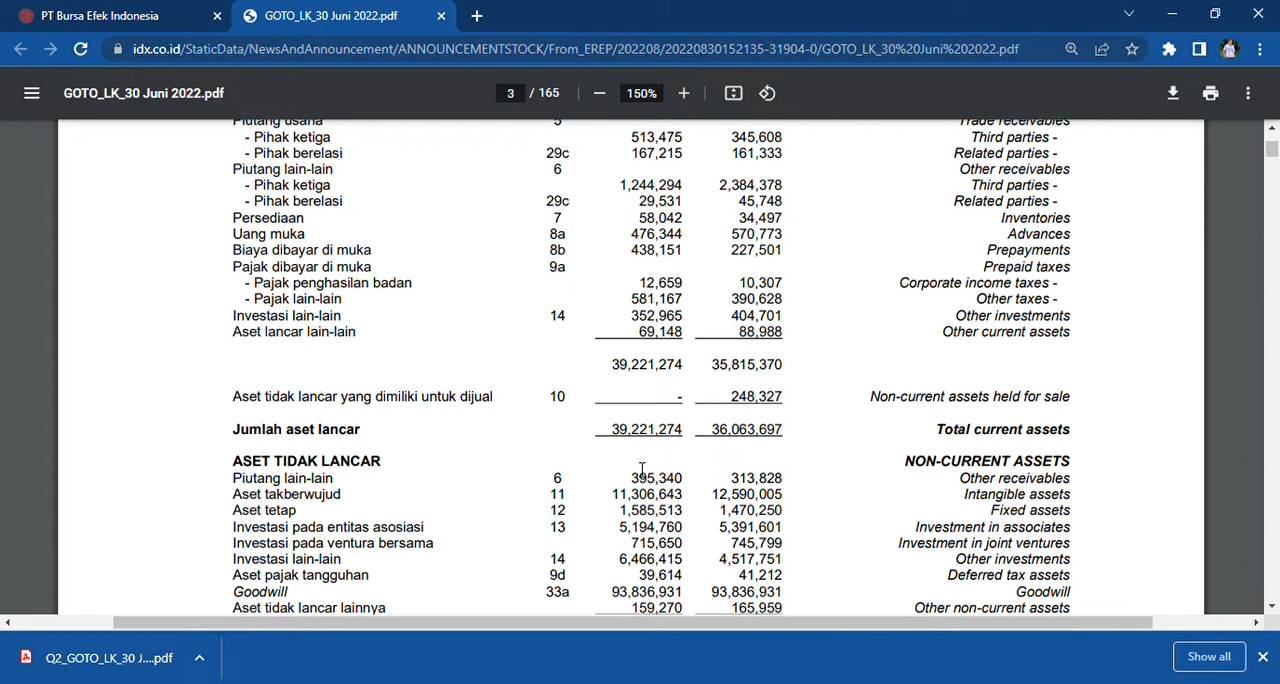 PT Bursa Efek Indonesia
GOTO_LK_30 Juni 2022.pdf
idx.co.id/StaticData/NewsAndAnnouncement/ANNOUNCEMENTSTOCK/From_EREP/202208/20220830152135-31904-0/GOTO_LK_30%20Juni%202022.pdf
GOTO_LK_30 Juni 2022.pdf 3 / 165 150%
Piutang usaha 5 Trade receivables
- Pihak ketiga 513,475 345,608 Third parties -
- Pihak berelasi 29c 167,215 161,333 Related parties -
Piutang lain-lain 6 Other receivables
- Pihak ketiga 1,244,294 2,384,378 Third parties -
- Pihak berelasi 29c 29,531 45,748 Related parties -
Persediaan 7 58,042 34,497 Inventories
Uang muka 8a 476,344 570,773 Advances
Biaya dibayar di muka 8b 438,151 227,501 Prepayments
Pajak dibayar di muka 9a Prepaid taxes
- Pajak penghasilan badan 12,659 10,307 Corporate income taxes -
- Pajak lain-lain 581,167 390,628 Other taxes -
Investasi lain-lain 14 352,965 404,701 Other investments
Aset lancar lain-lain 69,148 88,988 Other current assets
39,221,274 35,815,370
Aset tidak lancar yang dimiliki untuk dijual 10 - 248,327 Non-current assets held for sale
Jumlah aset lancar 39,221,274 36,063,697 Total current assets
ASET TIDAK LANCAR NON-CURRENT ASSETS
Piutang lain-lain 6 395,340 313,828 Other receivables
Aset takberwujud 11 11,306,643 12,590,005 Intangible assets
Aset tetap 12 1,585,513 1,470,250 Fixed assets
Investasi pada entitas asosiasi 13 5,194,760 5,391,601 Investment in associates
Investasi pada ventura bersama 715,650 745,799 Investment in joint ventures
Investasi lain-lain 14 6,466,415 4,517,751 Other investments
Aset pajak tangguhan 9d 39,614 41,212 Deferred tax assets
Goodwill 33a 93,836,931 93,836,931 Goodwill
Aset tidak lancar lainnya 159,270 165,959 Other non-current assets
Q2_GOTO_LK_30 J....pdf
Show all